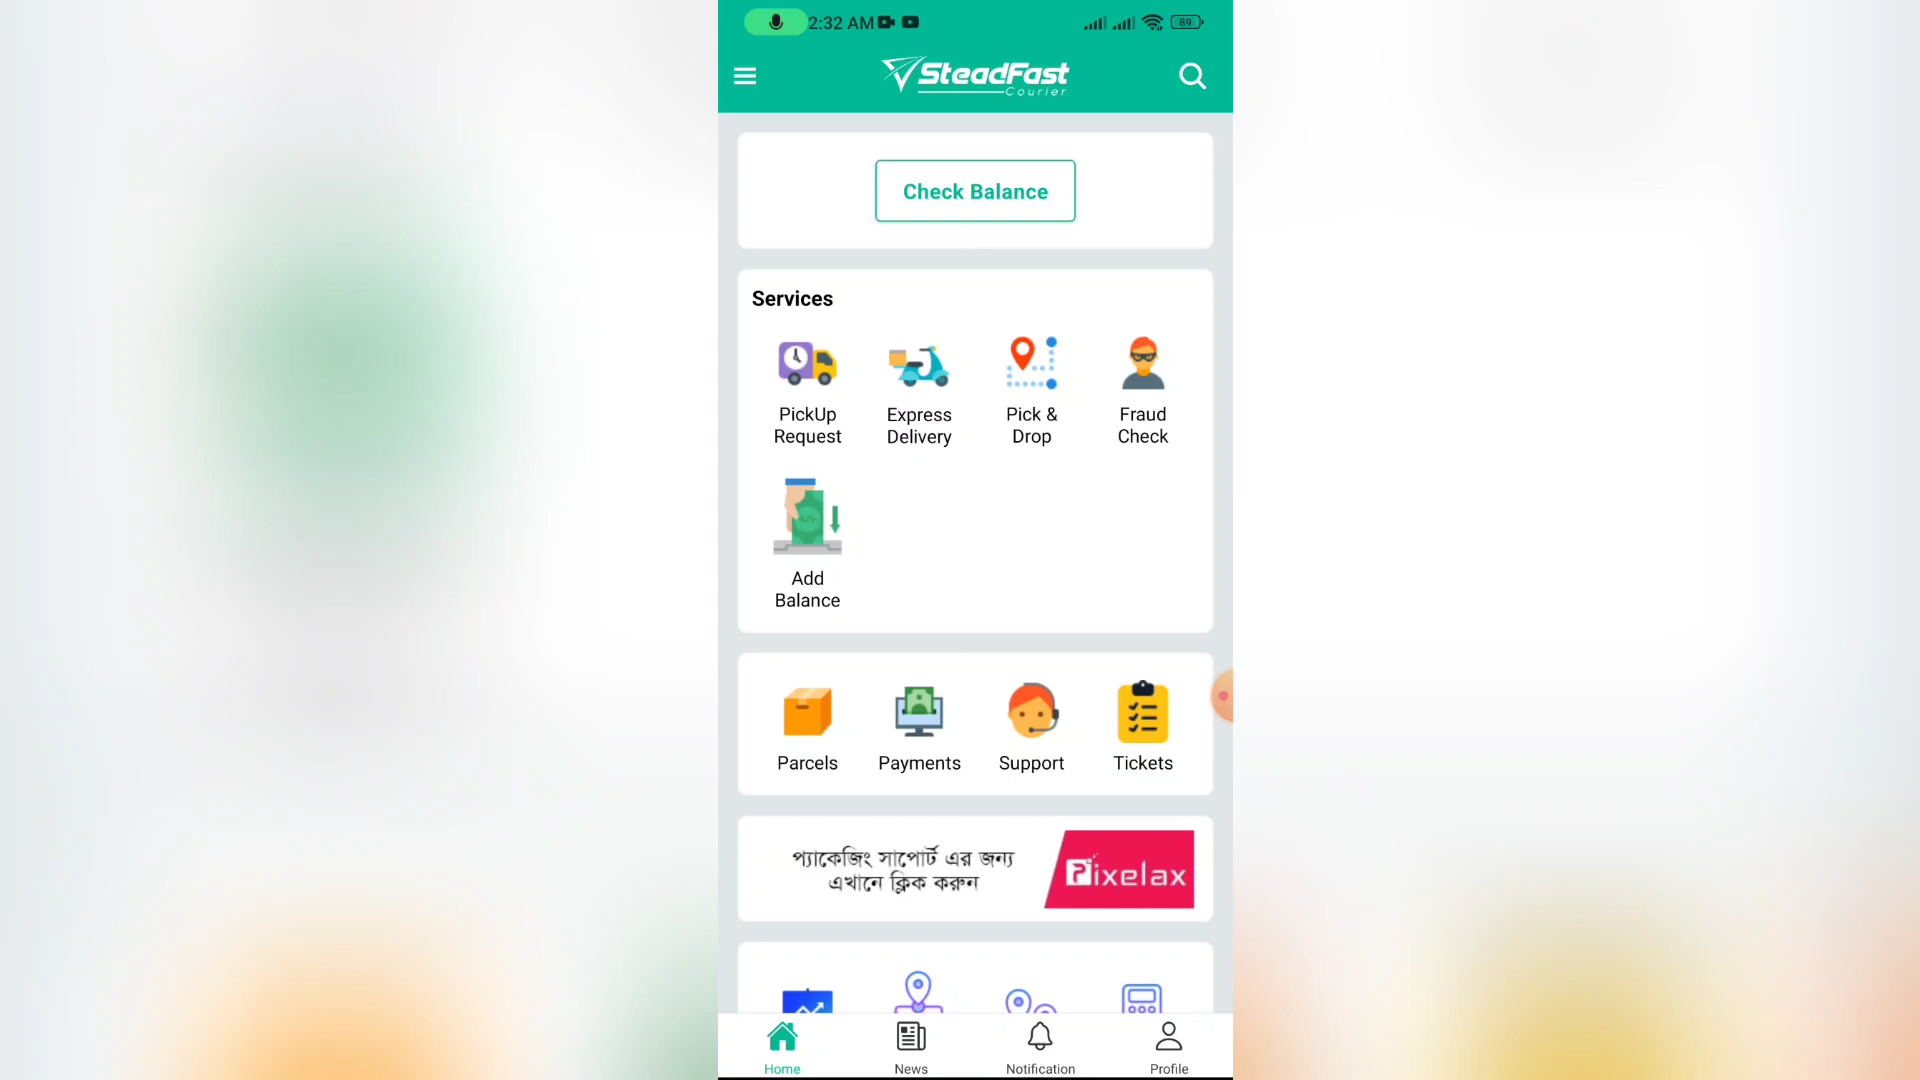 2:32 AM
89
SteadFast
Courier
Check Balance
Services
PickUp
Request
Express
Delivery
Pick &
Drop
Fraud
Check
Add
Balance
Parcels
Payments
Support
Tickets
প্যাকেজিং সাপোর্ট এর জন্য
এখানে ক্লিক করুন
Pixelax
Home
News
Notification
Profile